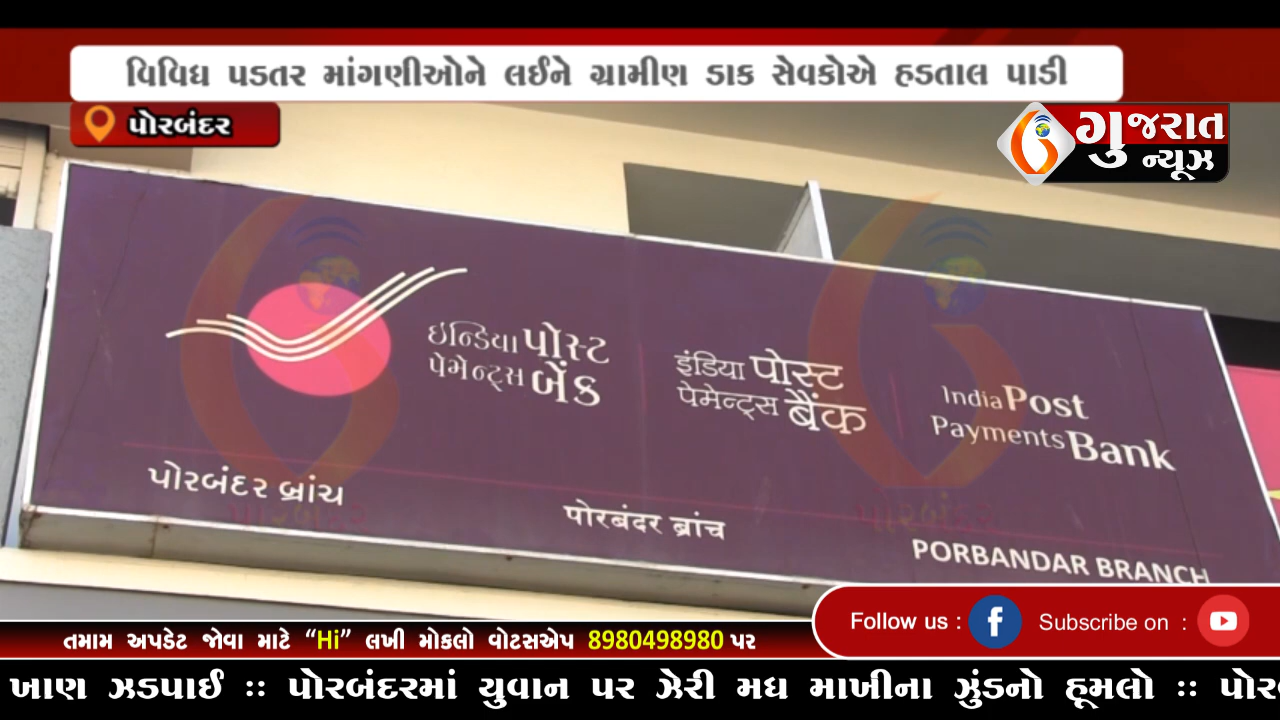 વિવિધ પડતર માંગણીઓને લઈને ગ્રામીણ ડાક સેવકોએ હડતાલ પાડી
પોરબંદર
ગુજરાત
ન્યૂઝ
ઇન્ડિયા પોસ્ટ
પેમેન્ટ્સ બેંક
इंडिया पोस्ट
पेमेन्ट्स बैंक
India Post
Payments Bank
પોરબંદર બ્રાંચ
पोरबंदर ब्रांच
PORBANDAR BRANCH
Follow us :
Subscribe on :
તમામ અપડેટ જોવા માટે “Hi” લખી મોકલો વોટસએપ 8980498980 પર
ખાણ ઝડપાઈ :: પોરબંદરમાં યુવાન પર ઝેરી મધ માખીના ઝુંડનો હૂમલો :: પોરબ